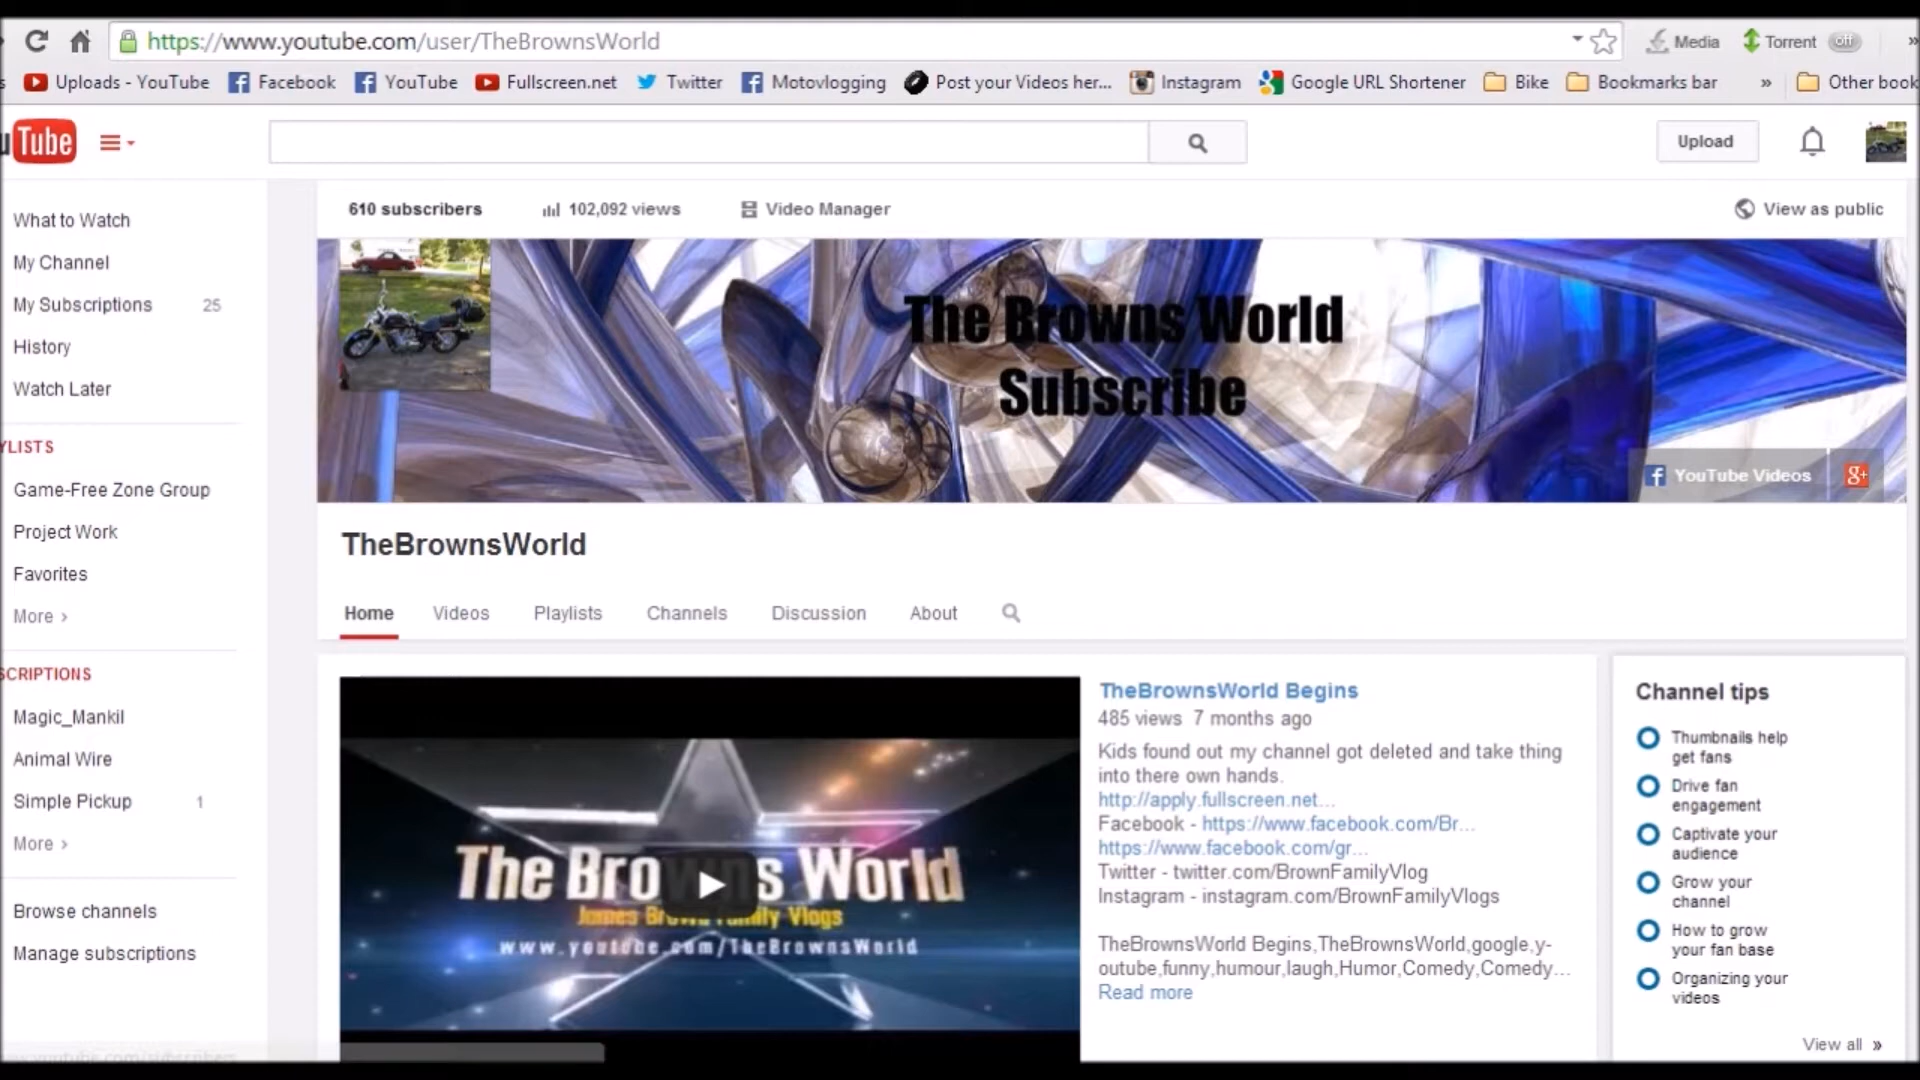 https://www.youtube.com/user/TheBrownsWorld
Media
Torrent
off
»
s
Uploads - YouTube
Facebook
YouTube
Fullscreen.net
Twitter
Motovlogging
Post your Videos her...
Instagram
Google URL Shortener
Bike
Bookmarks bar
»
Other book
u Tube
Upload
610 subscribers
102,092 views
Video Manager
View as public
What to Watch
My Channel
My Subscriptions 25
History
Watch Later
YLISTS
Game-Free Zone Group
Project Work
Favorites
More ›
SCRIPTIONS
Magic_Mankil
Animal Wire
Simple Pickup 1
More ›
Browse channels
Manage subscriptions
The Browns World
Subscribe
YouTube Videos
g+
TheBrownsWorld
Home
Videos
Playlists
Channels
Discussion
About
The Browns World
James Brown Family Vlogs
www.youtube.com/TheBrownsWorld
TheBrownsWorld Begins
485 views 7 months ago
Kids found out my channel got deleted and take thing
into there own hands.
http://apply.fullscreen.net...
Facebook - https://www.facebook.com/Br...
https://www.facebook.com/gr...
Twitter - twitter.com/BrownFamilyVlog
Instagram - instagram.com/BrownFamilyVlogs
TheBrownsWorld Begins,TheBrownsWorld,google,y-
outube,funny,humour,laugh,Humor,Comedy,Comedy...
Read more
Channel tips
Thumbnails help
get fans
Drive fan
engagement
Captivate your
audience
Grow your
channel
How to grow
your fan base
Organizing your
videos
View all »